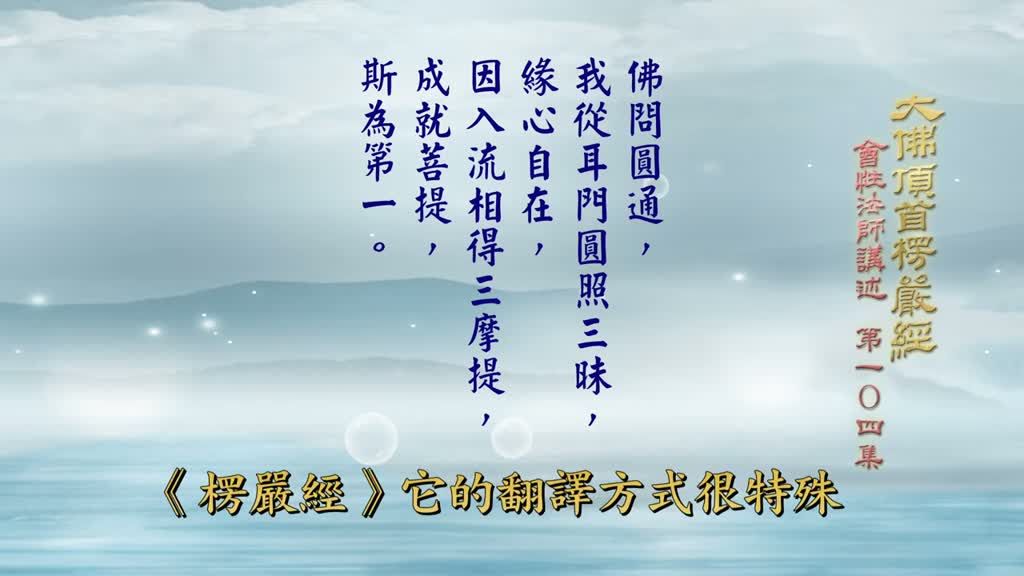 大佛頂首楞嚴經
會性法師講述 第一〇四集
佛問圓通，
我從耳門圓照三昧，
緣心自在，
因入流相得三摩提，
成就菩提，
斯為第一。
《楞嚴經》它的翻譯方式很特殊